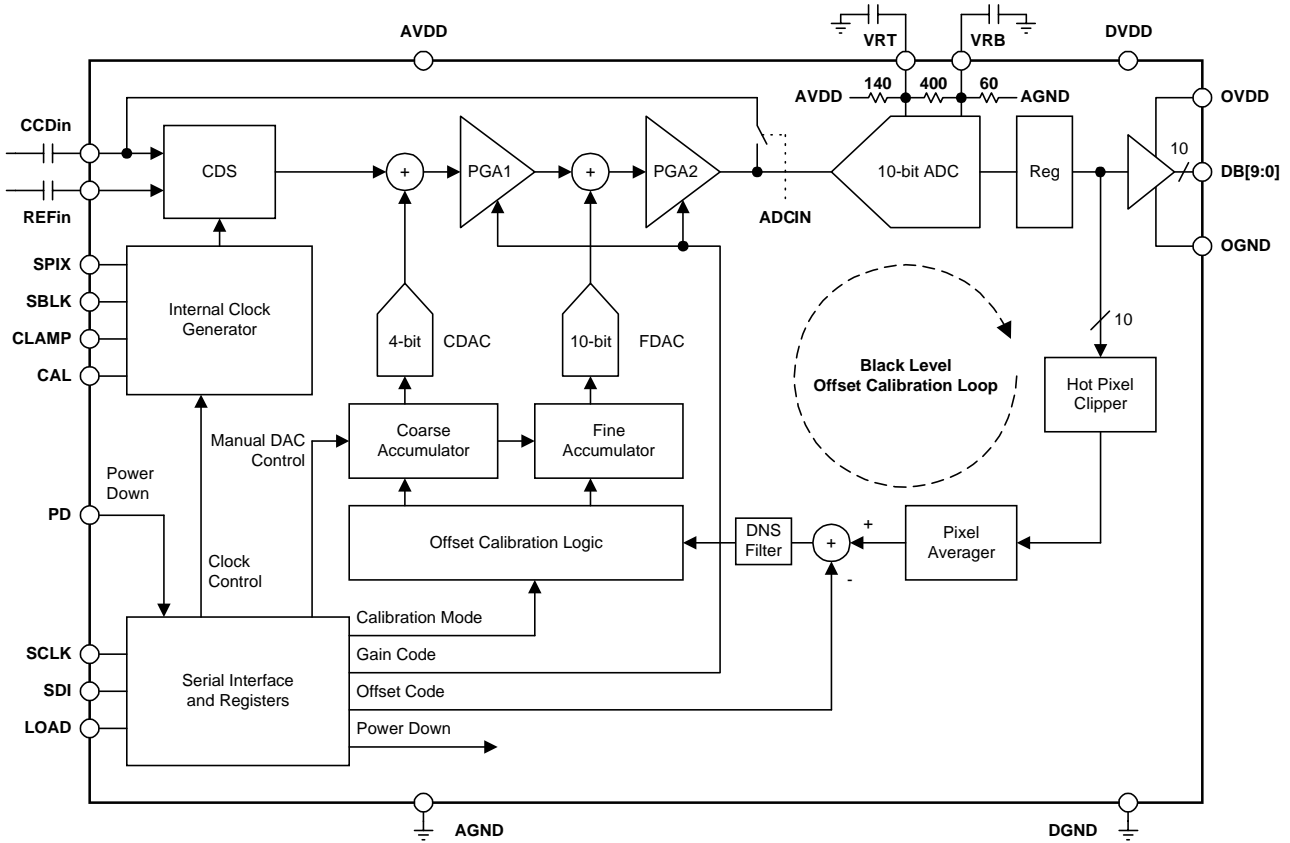 VRT
VRB
AVDD
DVDD
140
400
60
AVDD
AGND
OVDD
CCDin
CDS
+
PGA1
+
PGA2
10-bit ADC
Reg
10
DB[9:0]
REFin
ADCIN
OGND
SPIX
SBLK
CLAMP
CAL
Internal Clock
Generator
4-bit
CDAC
10-bit
FDAC
Black Level
Offset Calibration Loop
10
Hot Pixel
Clipper
Manual DAC
Control
Coarse
Accumulator
Fine
Accumulator
Power
Down
PD
Clock
Control
Offset Calibration Logic
DNS
Filter
+
+
-
Pixel
Averager
SCLK
SDI
LOAD
Serial Interface
and Registers
Calibration Mode
Gain Code
Offset Code
Power Down
AGND
DGND